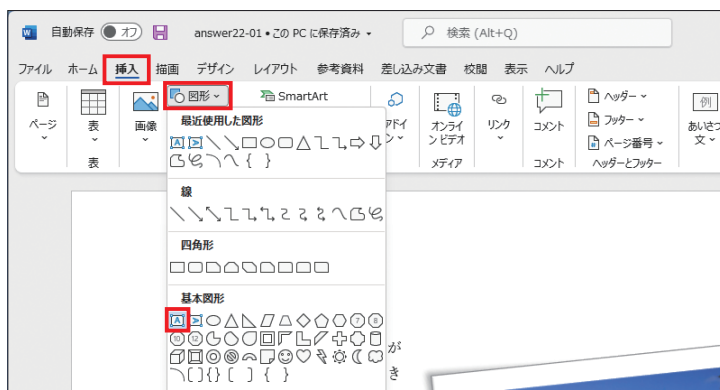 自動保存 オフ answer22-01 • この PC に保存済み 検索 (Alt+Q)
ファイル ホーム 挿入 描画 デザイン レイアウト 参考資料 差し込み文書 校閲 表示 ヘルプ
ページ
表
画像
図形
SmartArt
アドイン
オンライン ビデオ
リンク
コメント
ヘッダー
フッター
ページ番号
あいさつ文
表
メディア
コメント
ヘッダーとフッター
最近使用した図形
線
四角形
基本図形
が
き